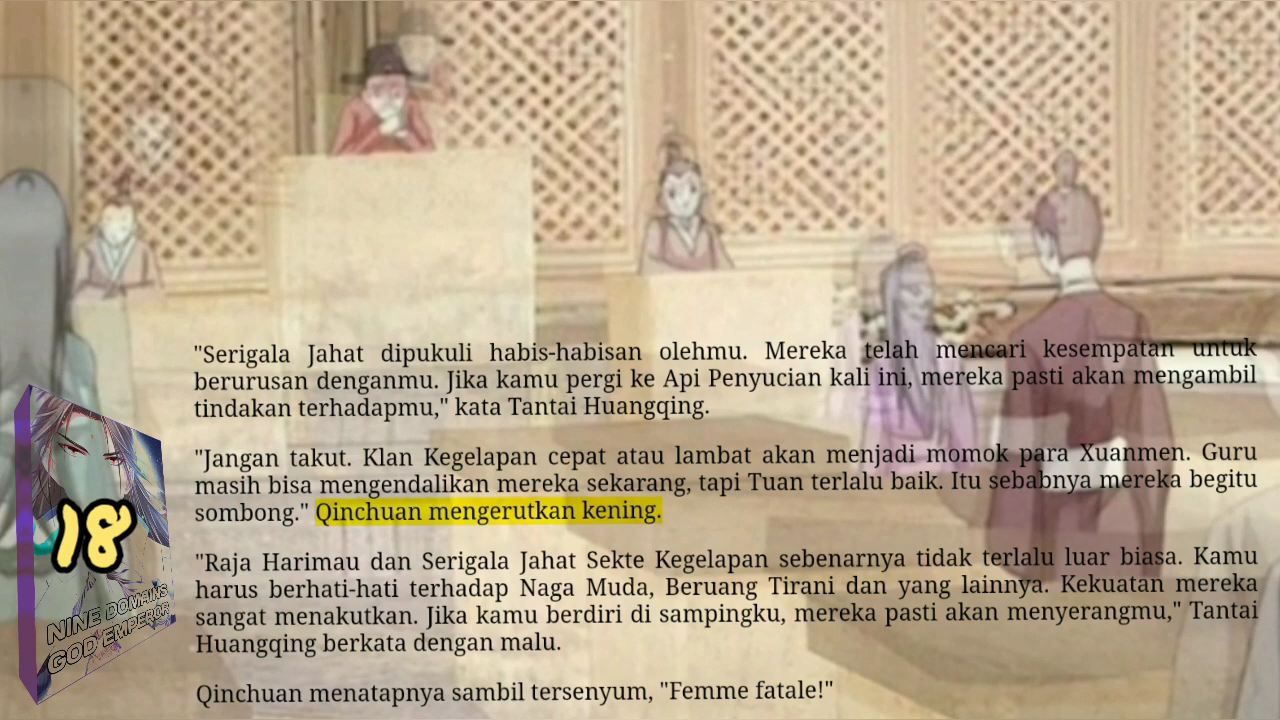 "Serigala Jahat dipukuli habis-habisan olehmu. Mereka telah mencari kesempatan untuk
berurusan denganmu. Jika kamu pergi ke Api Penyucian kali ini, mereka pasti akan mengambil
tindakan terhadapmu," kata Tantai Huangqing.
"Jangan takut. Klan Kegelapan cepat atau lambat akan menjadi momok para Xuanmen. Guru
masih bisa mengendalikan mereka sekarang, tapi Tuan terlalu baik. Itu sebabnya mereka begitu
sombong." Qinchuan mengerutkan kening.
"Raja Harimau dan Serigala Jahat Sekte Kegelapan sebenarnya tidak terlalu luar biasa. Kamu
harus berhati-hati terhadap Naga Muda, Beruang Tirani dan yang lainnya. Kekuatan mereka
sangat menakutkan. Jika kamu berdiri di sampingku, mereka pasti akan menyerangmu," Tantai
Huangqing berkata dengan malu.
Qinchuan menatapnya sambil tersenyum, "Femme fatale!"
18
NINE DOMAINS
GOD EMPEROR